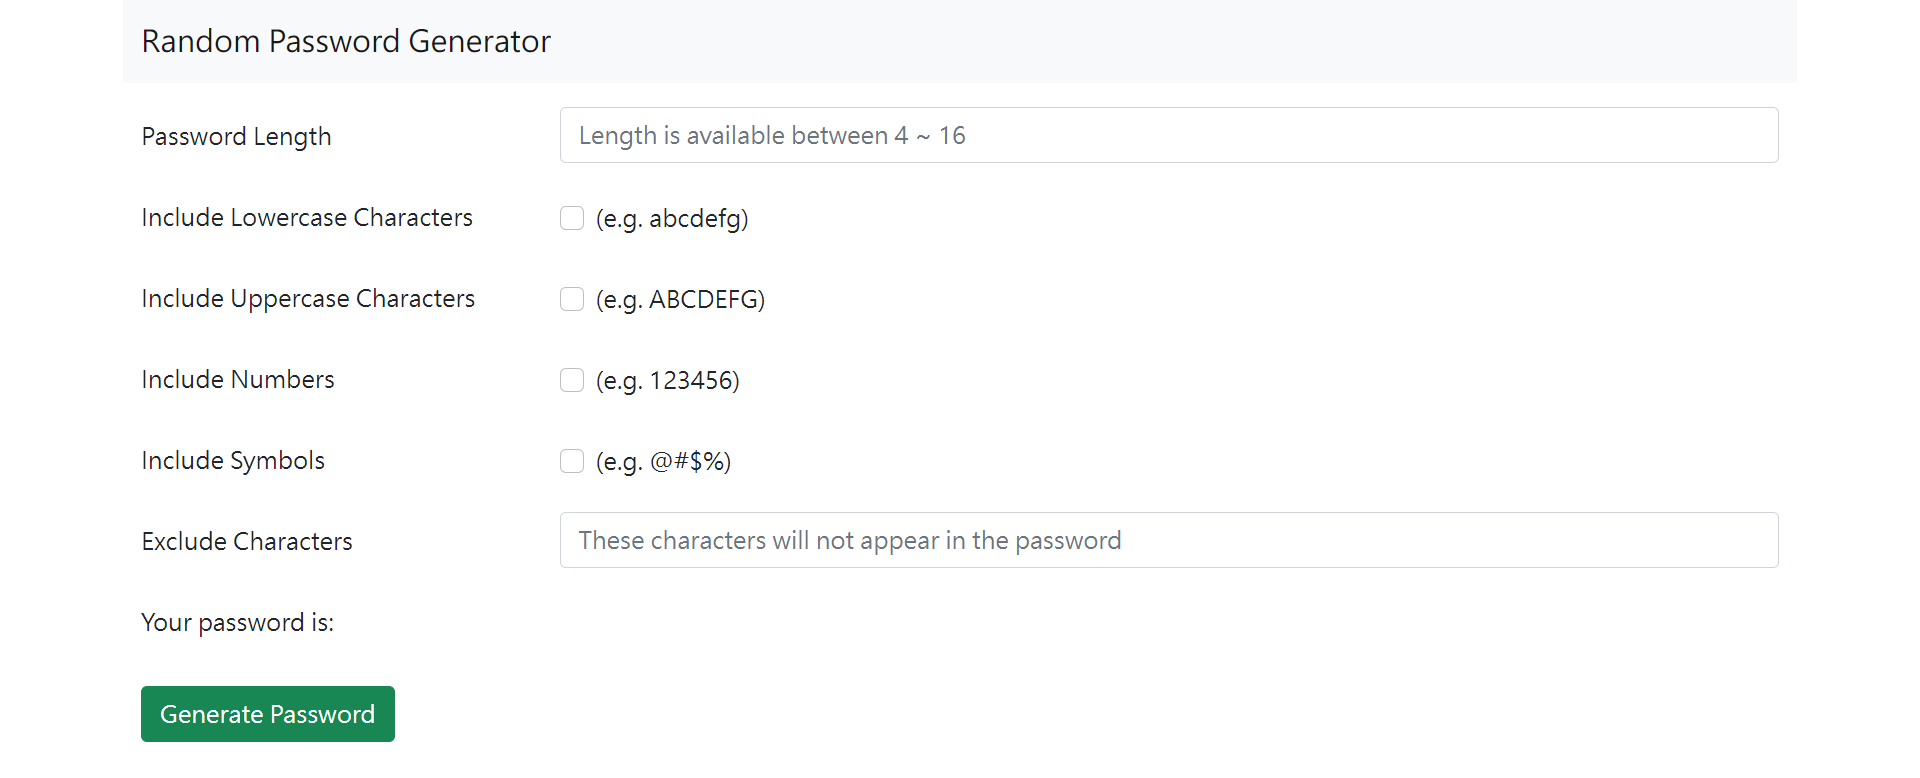 Random Password Generator
Password Length
Length is available between 4 ~ 16
Include Lowercase Characters
(e.g. abcdefg)
Include Uppercase Characters
(e.g. ABCDEFG)
Include Numbers
(e.g. 123456)
Include Symbols
(e.g. @#$%)
Exclude Characters
These characters will not appear in the password
Your password is:
Generate Password